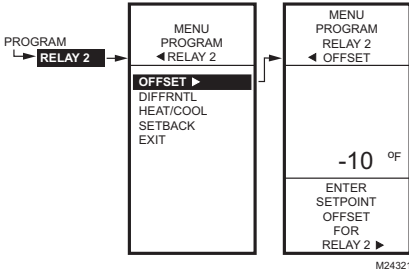 PROGRAM
RELAY 2
MENU
PROGRAM
◄RELAY 2
OFFSET ►
DIFFRNTL
HEAT/COOL
SETBACK
EXIT
MENU
PROGRAM
RELAY 2
◄ OFFSET
-10 ºF
ENTER
SETPOINT
OFFSET
FOR
RELAY 2 ►
M24321